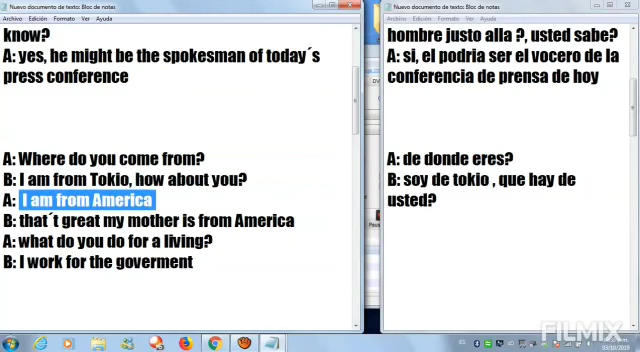 Nuevo documento de texto: Bloc de notas
Archivo Edición Formato Ver Ayuda
know?
A: yes, he might be the spokesman of today´s
press conference
A: Where do you come from?
B: I am from Tokio, how about you?
A: I am from America
B: that´t great my mother is from America
A: what do you do for a living?
B: I work for the goverment
Nuevo documento de texto: Bloc de notas
Archivo Edición Formato Ver Ayuda
hombre justo alla ?, usted sabe?
A: si, el podria ser el vocero de la
conferencia de prensa de hoy
A: de donde eres?
B: soy de tokio , que hay de
usted?
DV
Paus
ES
FILMIX
03/10/2019